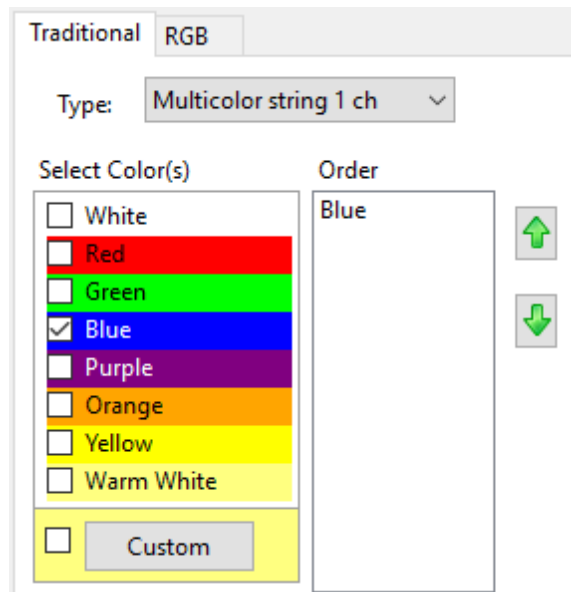 Traditional RGB
Type: Multicolor string 1 ch
Select Color(s) Order
White Blue
Red
Green
Blue
Purple
Orange
Yellow
Warm White
Custom